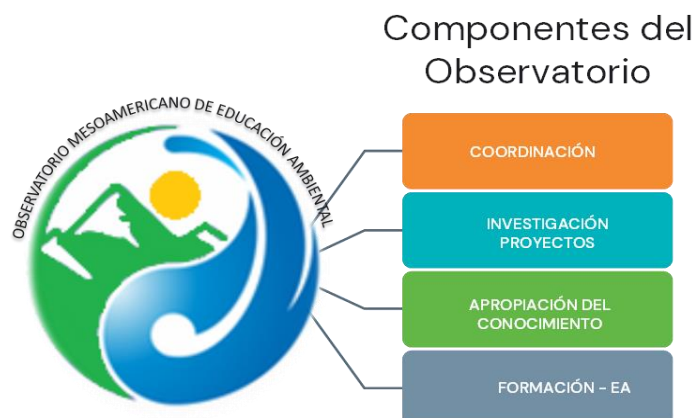 Componentes del
Observatorio
OBSERVATORIO MESOAMERICANO DE EDUCACIÓN AMBIENTAL
COORDINACIÓN
INVESTIGACIÓN
PROYECTOS
APROPIACIÓN DEL
CONOCIMIENTO
FORMACIÓN - EA